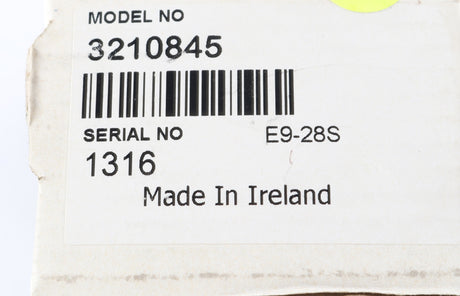 MODEL NO
3210845
SERIAL NO E9-28S
1316
Made In Ireland